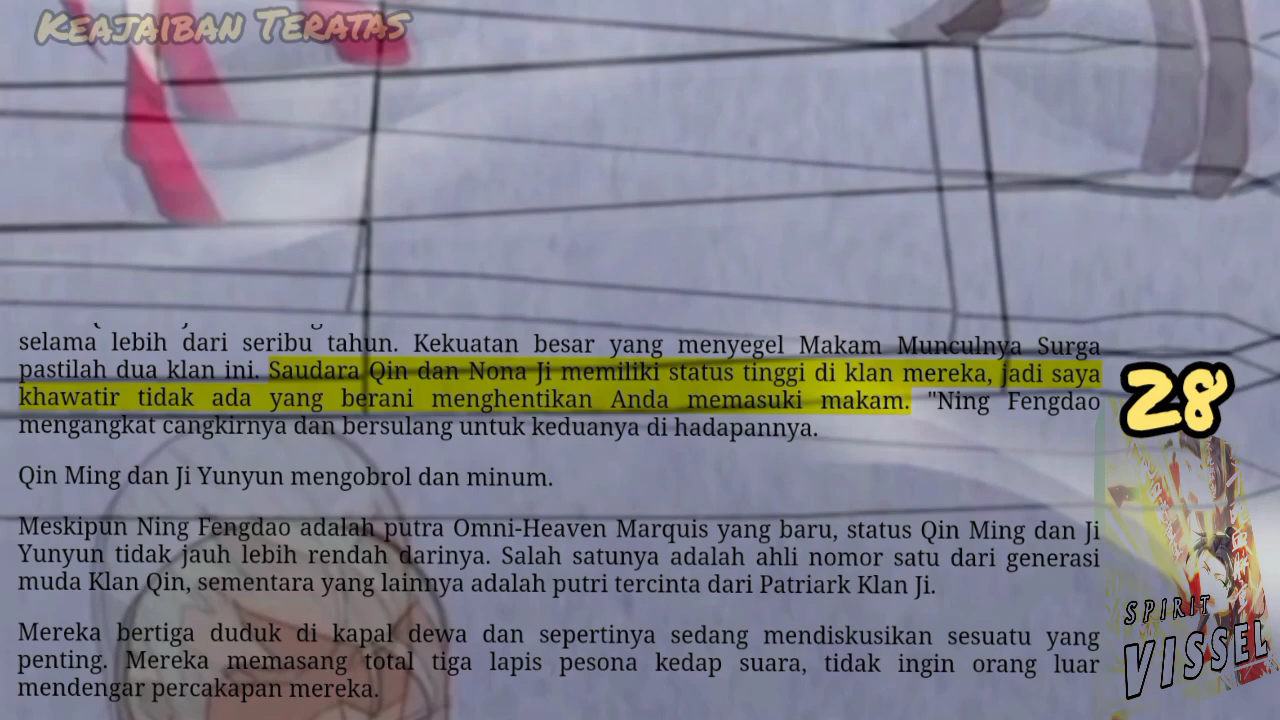 Keajaiban Teratas
selama lebih dari seribu tahun. Kekuatan besar yang menyegel Makam Munculnya Surga
pastilah dua klan ini. Saudara Qin dan Nona Ji memiliki status tinggi di klan mereka, jadi saya
khawatir tidak ada yang berani menghentikan Anda memasuki makam. "Ning Fengdao
mengangkat cangkirnya dan bersulang untuk keduanya di hadapannya.
Qin Ming dan Ji Yunyun mengobrol dan minum.
Meskipun Ning Fengdao adalah putra Omni-Heaven Marquis yang baru, status Qin Ming dan Ji
Yunyun tidak jauh lebih rendah darinya. Salah satunya adalah ahli nomor satu dari generasi
muda Klan Qin, sementara yang lainnya adalah putri tercinta dari Patriark Klan Ji.
Mereka bertiga duduk di kapal dewa dan sepertinya sedang mendiskusikan sesuatu yang
penting. Mereka memasang total tiga lapis pesona kedap suara, tidak ingin orang luar
mendengar percakapan mereka.
28
SPIRIT
VISSEL